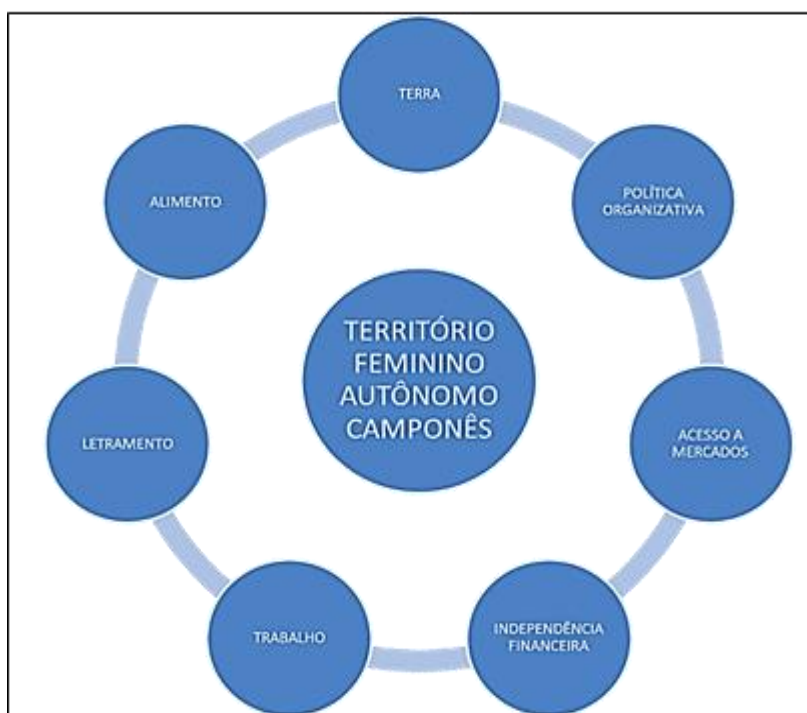 TERRA
POLÍTICA
ORGANIZATIVA
ACESSO A
MERCADOS
INDEPENDÊNCIA
FINANCEIRA
TRABALHO
LETRAMENTO
ALIMENTO
TERRITÓRIO
FEMININO
AUTÔNOMO
CAMPONÊS